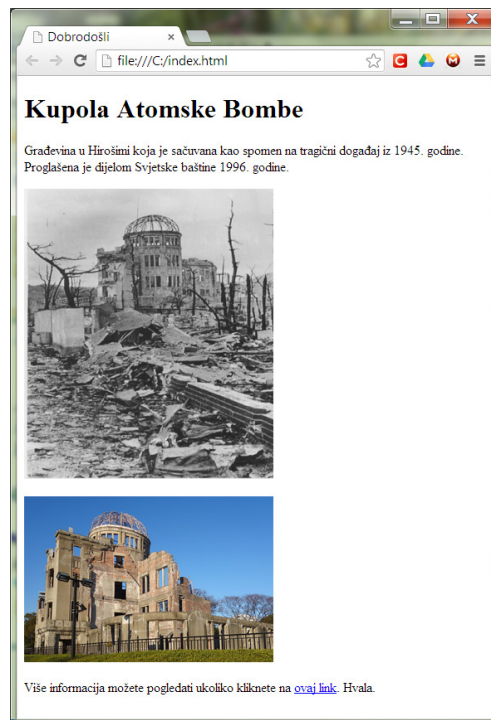 Dobrodošli
file:///C:/index.html
Kupola Atomske Bombe
Građevina u Hirošimi koja je sačuvana kao spomen na tragični događaj iz 1945. godine.
Proglašena je dijelom Svjetske baštine 1996. godine.
Više informacija možete pogledati ukoliko kliknete na ovaj link. Hvala.